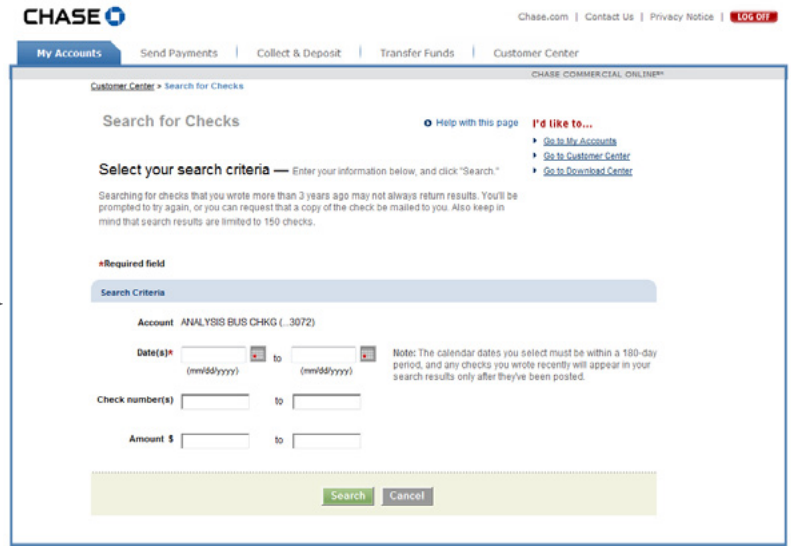 CHASE
Chase.com | Contact Us | Privacy Notice | LOG OFF
My Accounts | Send Payments | Collect & Deposit | Transfer Funds | Customer Center
CHASE COMMERCIAL ONLINE℠
Customer Center > Search for Checks
Search for Checks
Help with this page
I'd like to...
Go to My Accounts
Go to Customer Center
Go to Download Center
Select your search criteria — Enter your information below, and click "Search."
Searching for checks that you wrote more than 3 years ago may not always return results. You'll be
prompted to try again, or you can request that a copy of the check be mailed to you. Also keep in
mind that search results are limited to 150 checks.
*Required field
Search Criteria
Account ANALYSIS BUS CHKG (...3072)
Date(s)* to
(mm/dd/yyyy) (mm/dd/yyyy)
Note: The calendar dates you select must be within a 180-day
period, and any checks you wrote recently will appear in your
search results only after they've been posted.
Check number(s) to
Amount $ to
Search Cancel